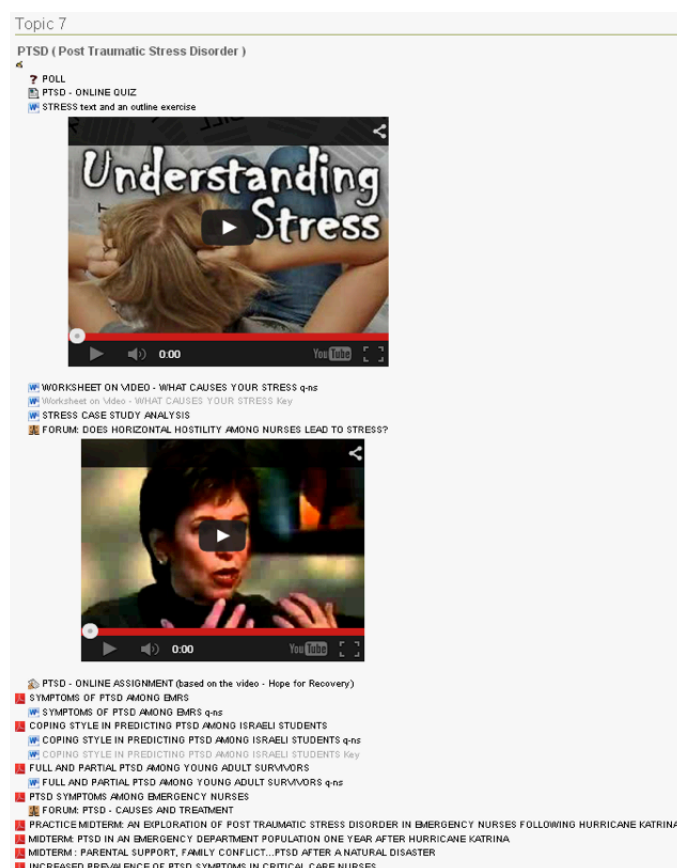 Topic 7
PTSD ( Post Traumatic Stress Disorder )
? POLL
PTSD - ONLINE QUIZ
STRESS text and an outline exercise
Understanding
Stress
0:00
YouTube
WORKSHEET ON VIDEO - WHAT CAUSES YOUR STRESS q-ns
Worksheet on Video - WHAT CAUSES YOUR STRESS Key
STRESS CASE STUDY ANALYSIS
FORUM: DOES HORIZONTAL HOSTILITY AMONG NURSES LEAD TO STRESS?
0:00
YouTube
PTSD - ONLINE ASSIGNMENT (based on the video - Hope for Recovery)
SYMPTOMS OF PTSD AMONG EMRS
SYMPTOMS OF PTSD AMONG EMRS q-ns
COPING STYLE IN PREDICTING PTSD AMONG ISRAELI STUDENTS
COPING STYLE IN PREDICTING PTSD AMONG ISRAELI STUDENTS q-ns
COPING STYLE IN PREDICTING PTSD AMONG ISRAELI STUDENTS Key
FULL AND PARTIAL PTSD AMONG YOUNG ADULT SURVIVORS
FULL AND PARTIAL PTSD AMONG YOUNG ADULT SURVIVORS q-ns
PTSD SYMPTOMS AMONG EMERGENCY NURSES
FORUM: PTSD - CAUSES AND TREATMENT
PRACTICE MIDTERM: AN EXPLORATION OF POST TRAUMATIC STRESS DISORDER IN EMERGENCY NURSES FOLLOWING HURRICANE KATRINA
MIDTERM: PTSD IN AN EMERGENCY DEPARTMENT POPULATION ONE YEAR AFTER HURRICANE KATRINA
MIDTERM : PARENTAL SUPPORT, FAMILY CONFLICT...PTSD AFTER A NATURAL DISASTER
INCREASED PREVALENCE OF PTSD SYMPTOMS IN CRITICAL CARE NURSES